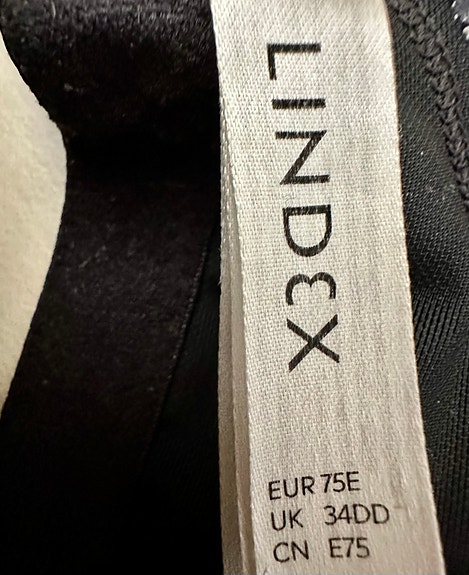 LINDEX
EUR 75E
UK 34DD
CN E75